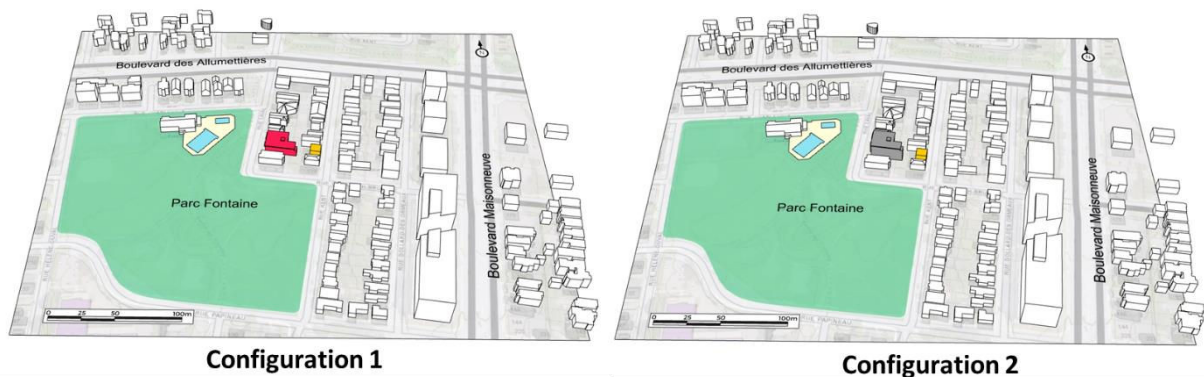 Boulevard des Allumettières
Parc Fontaine
Boulevard Maisonneuve
0 25 50 100m
Configuration 1
Boulevard des Allumettières
Parc Fontaine
Boulevard Maisonneuve
0 25 50 100m
Configuration 2